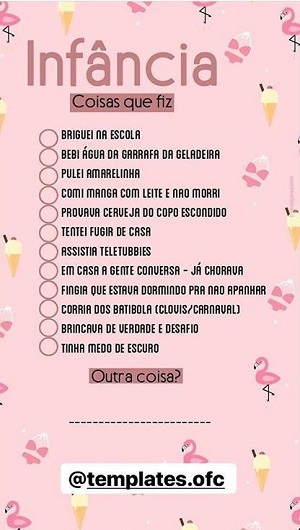 Infância
Coisas que fiz
BRIGUEI NA ESCOLA
BEBI ÁGUA DA GARRAFA DA GELADEIRA
PULEI AMARELINHA
COMI MANGA COM LEITE E NAO MORRI
PROVAVA CERVEJA DO COPO ESCONDIDO
TENTEI FUGIR DE CASA
ASSISTIA TELETUBBIES
EM CASA A GENTE CONVERSA - JÁ CHORAVA
FINGIA QUE ESTAVA DORMINDO PRA NAO APANHAR
CORRIA DOS BATIBOLA (CLOVIS/CARNAVAL)
BRINCAVA DE VERDADE E DESAFIO
TINHA MEDO DE ESCURO
Outra coisa?
@templates.ofc